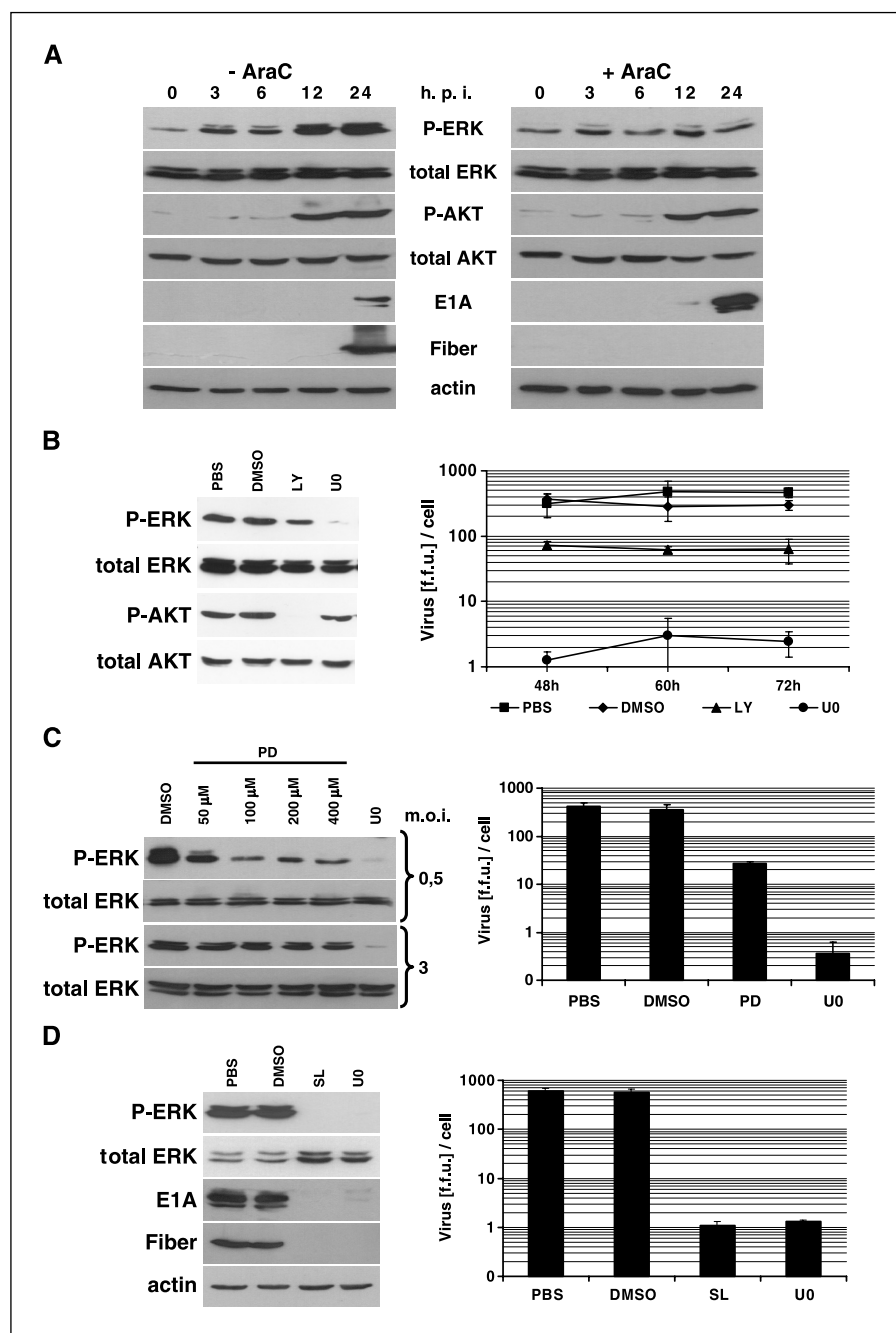 A
- AraC + AraC
0 3 6 12 24 h. p. i. 0 3 6 12 24
P-ERK
total ERK
P-AKT
total AKT
E1A
Fiber
actin
B
PBS DMSO LY U0
P-ERK
total ERK
P-AKT
total AKT
Virus [f.f.u.] / cell
1000
100
10
1
48h 60h 72h
PBS DMSO LY U0
C
PD
DMSO 50 µM 100 µM 200 µM 400 µM U0 m.o.i.
P-ERK
total ERK
0,5
P-ERK
total ERK
3
Virus [f.f.u.] / cell
1000
100
10
1
0
PBS DMSO PD U0
D
PBS DMSO SL U0
P-ERK
total ERK
E1A
Fiber
actin
Virus [f.f.u.] / cell
1000
100
10
1
0
PBS DMSO SL U0